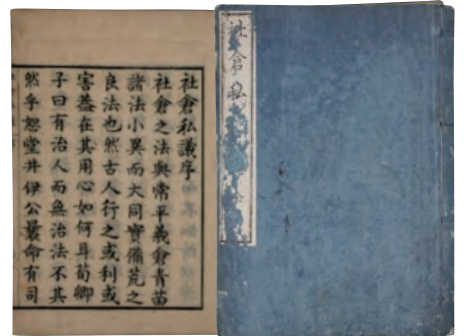 社倉私議序
社倉之法與常平義倉青苗
諸法小異而大同實備荒之
良法也然古人行之或利或
害蓋在其用心如何耳荀卿
子曰有治人而無治法不其
然乎恕堂井伊公曩命有司
社倉私